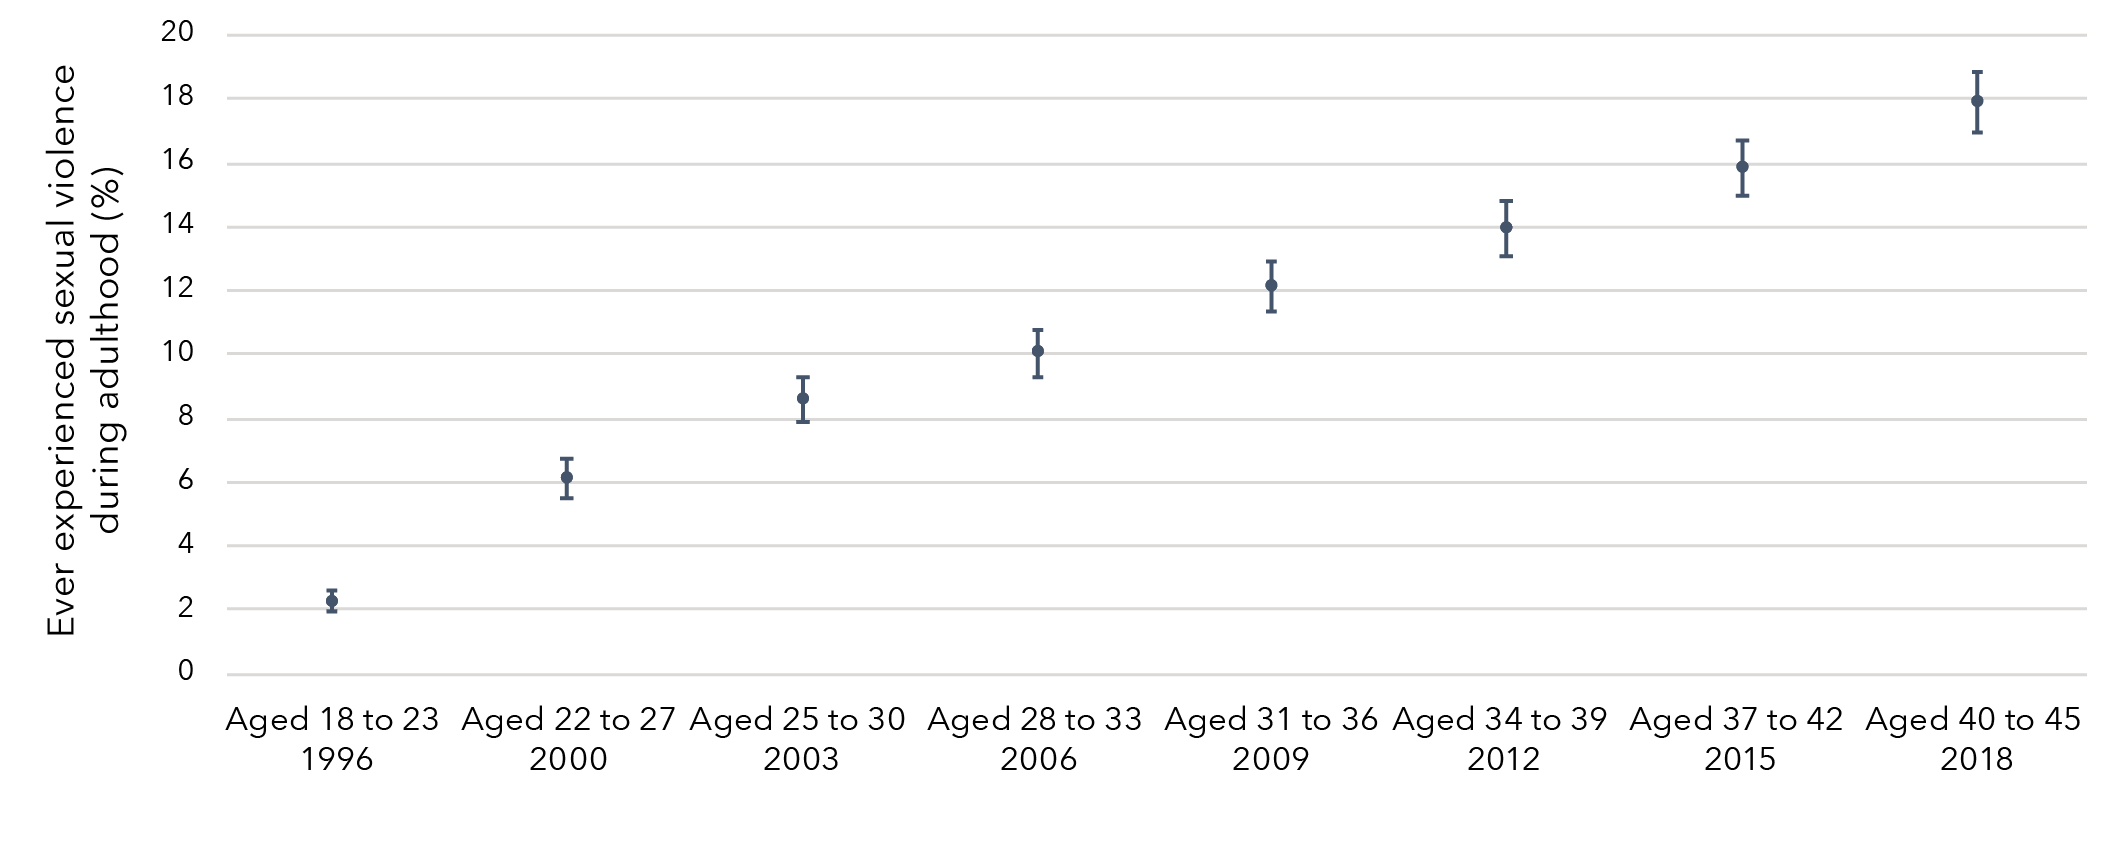 Ever experienced sexual violence
during adulthood (%)
20
18
16
14
12
10
8
6
4
2
0
Aged 18 to 23 Aged 22 to 27 Aged 25 to 30 Aged 28 to 33 Aged 31 to 36 Aged 34 to 39 Aged 37 to 42 Aged 40 to 45
1996 2000 2003 2006 2009 2012 2015 2018